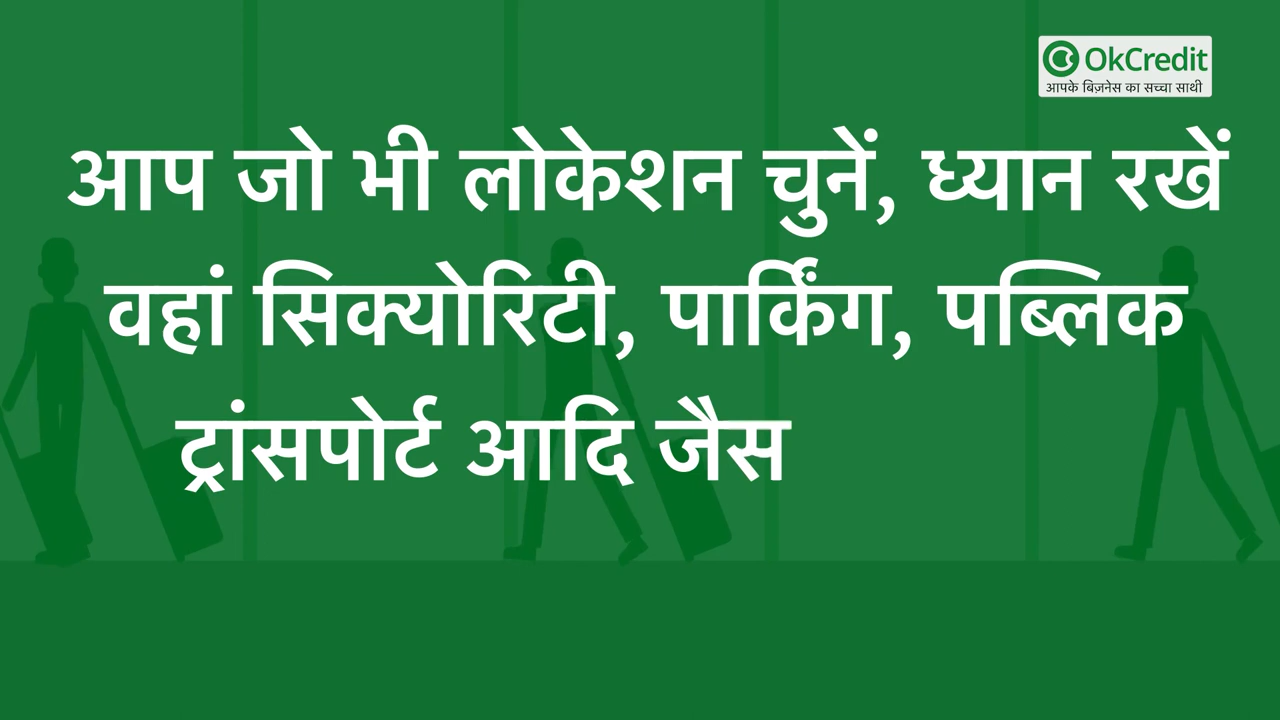 OkCredit
आपके बिज़नेस का सच्चा साथी
आप जो भी लोकेशन चुनें, ध्यान रखें
वहां सिक्योरिटी, पार्किंग, पब्लिक
ट्रांसपोर्ट आदि जैस